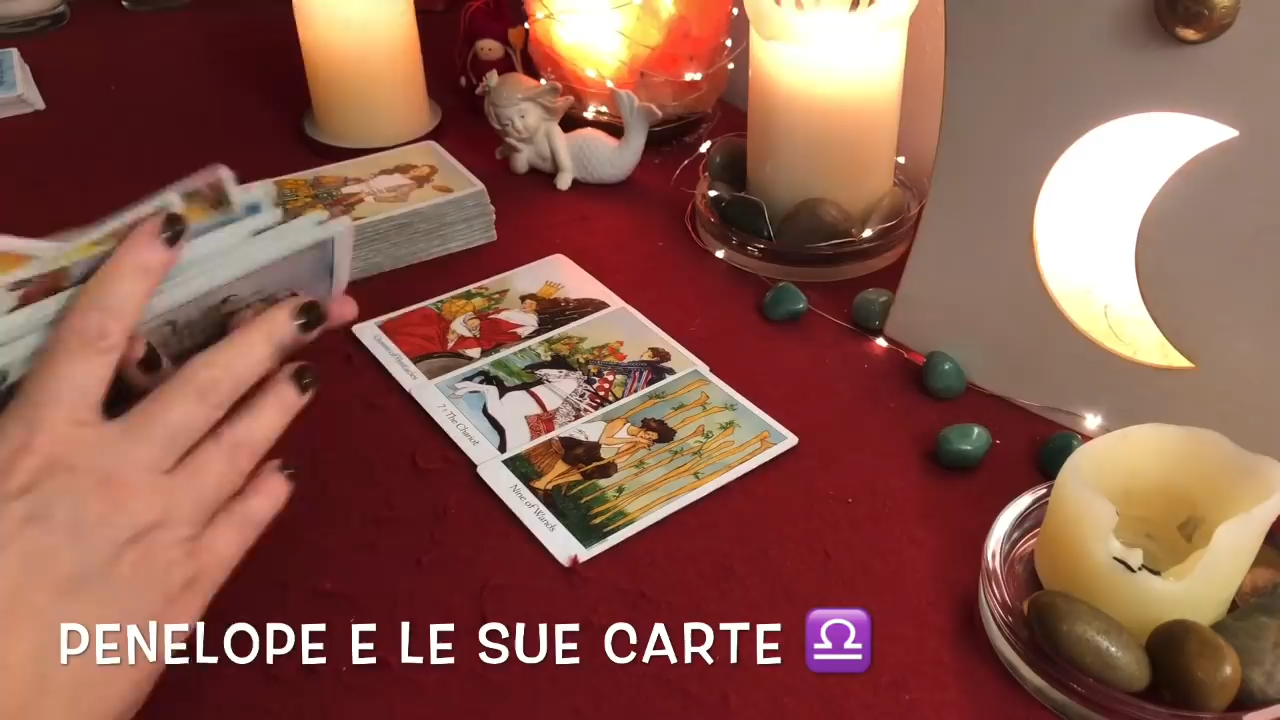 Queen of Pentacles
7 : The Chariot
Nine of Wands
PENELOPE E LE SUE CARTE ♎